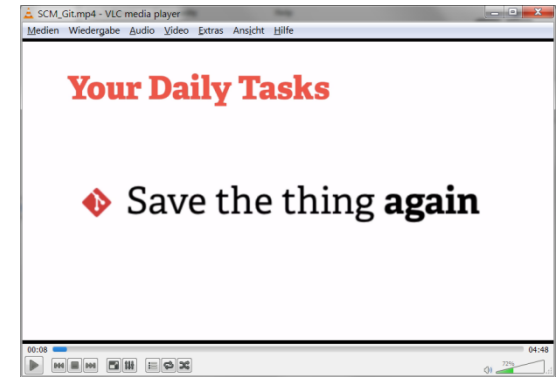 SCM_Git.mp4 - VLC media player
Medien Wiedergabe Audio Video Extras Ansicht Hilfe
Your Daily Tasks
Save the thing again
00:08 04:48
72%